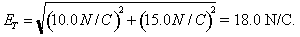 E_T = √((10.0 N/C)² + (15.0 N/C)²) = 18.0 N/C.